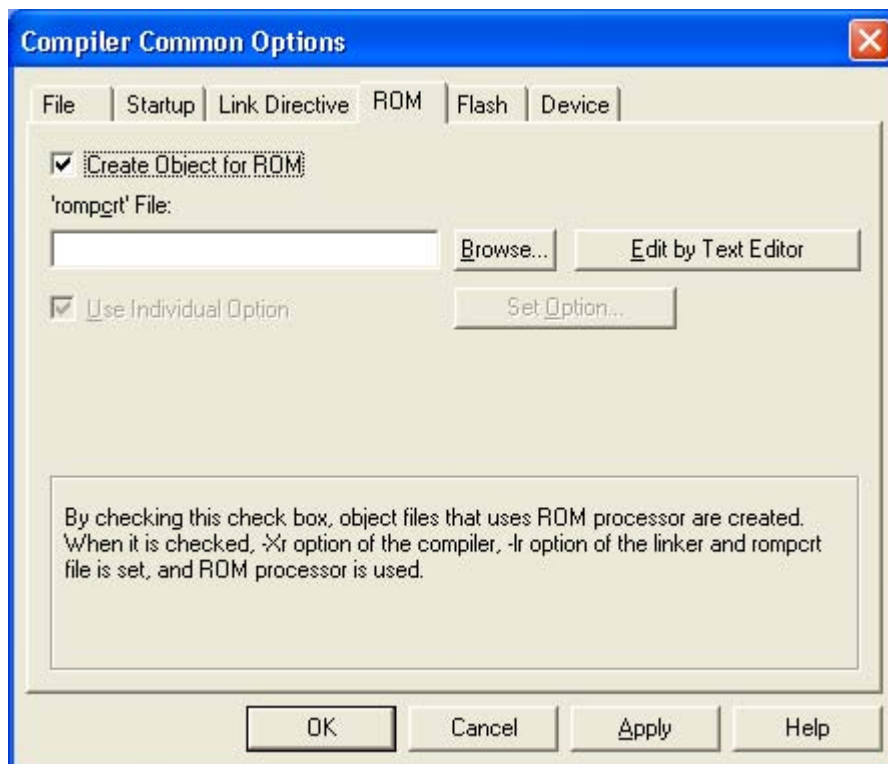 Compiler Common Options
File Startup Link Directive ROM Flash Device
Create Object for ROM
'rompcrt' File:
Browse... Edit by Text Editor
Use Individual Option Set Option...
By checking this check box, object files that uses ROM processor are created.
When it is checked, -Xr option of the compiler, -lr option of the linker and rompcrt
file is set, and ROM processor is used.
OK Cancel Apply Help